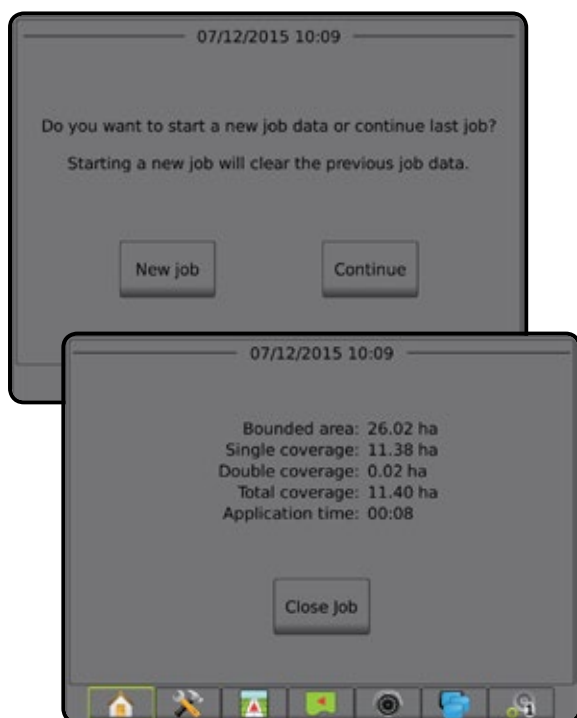 07/12/2015 10:09
Do you want to start a new job data or continue last job?
Starting a new job will clear the previous job data.
New job
Continue
07/12/2015 10:09
Bounded area: 26.02 ha
Single coverage: 11.38 ha
Double coverage: 0.02 ha
Total coverage: 11.40 ha
Application time: 00:08
Close Job